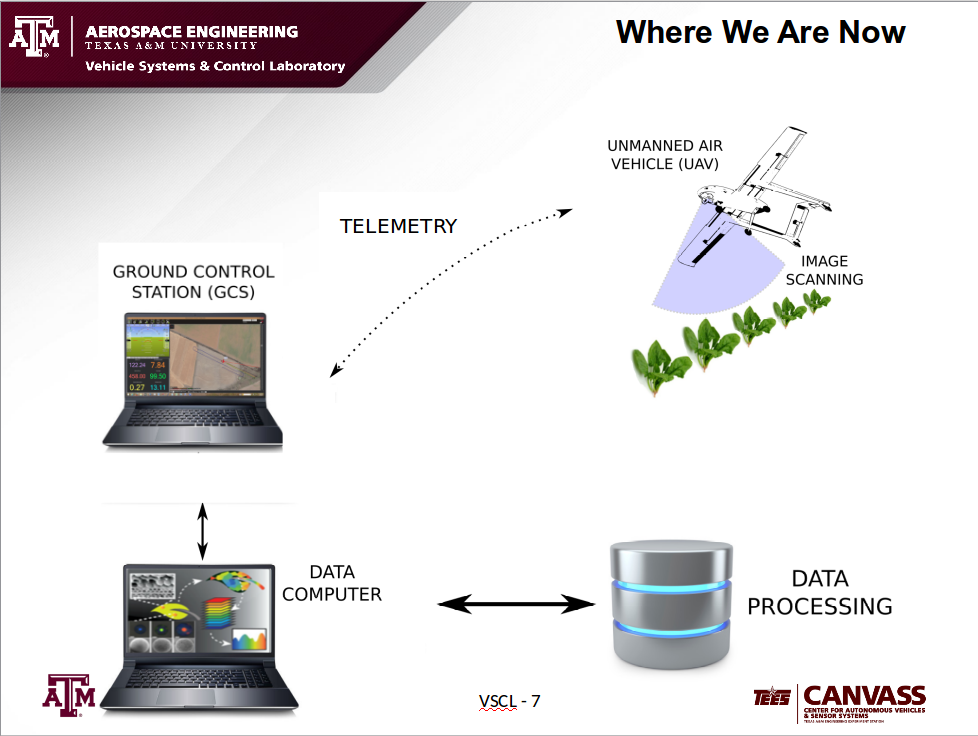 ĀM
AEROSPACE ENGINEERING
TEXAS A&M UNIVERSITY
Vehicle Systems & Control Laboratory
Where We Are Now
UNMANNED AIR
VEHICLE (UAV)
TELEMETRY
IMAGE
SCANNING
GROUND CONTROL
STATION (GCS)
122.24 7.84
458.00 99.50
0.27 13.11
DATA
COMPUTER
DATA
PROCESSING
VSCL - 7
ATM
TEES
CANVASS
CENTER FOR AUTONOMOUS VEHICLES
& SENSOR SYSTEMS
TEXAS A&M ENGINEERING EXPERIMENT STATION